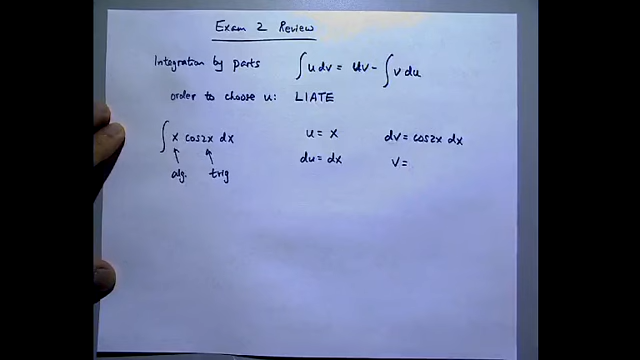 Exam 2 Review
Integration by parts ∫ u dv = uv - ∫ v du
order to choose u: LIATE
∫ x cos2x dx u = x dv = cos2x dx
alg. trig du = dx v =